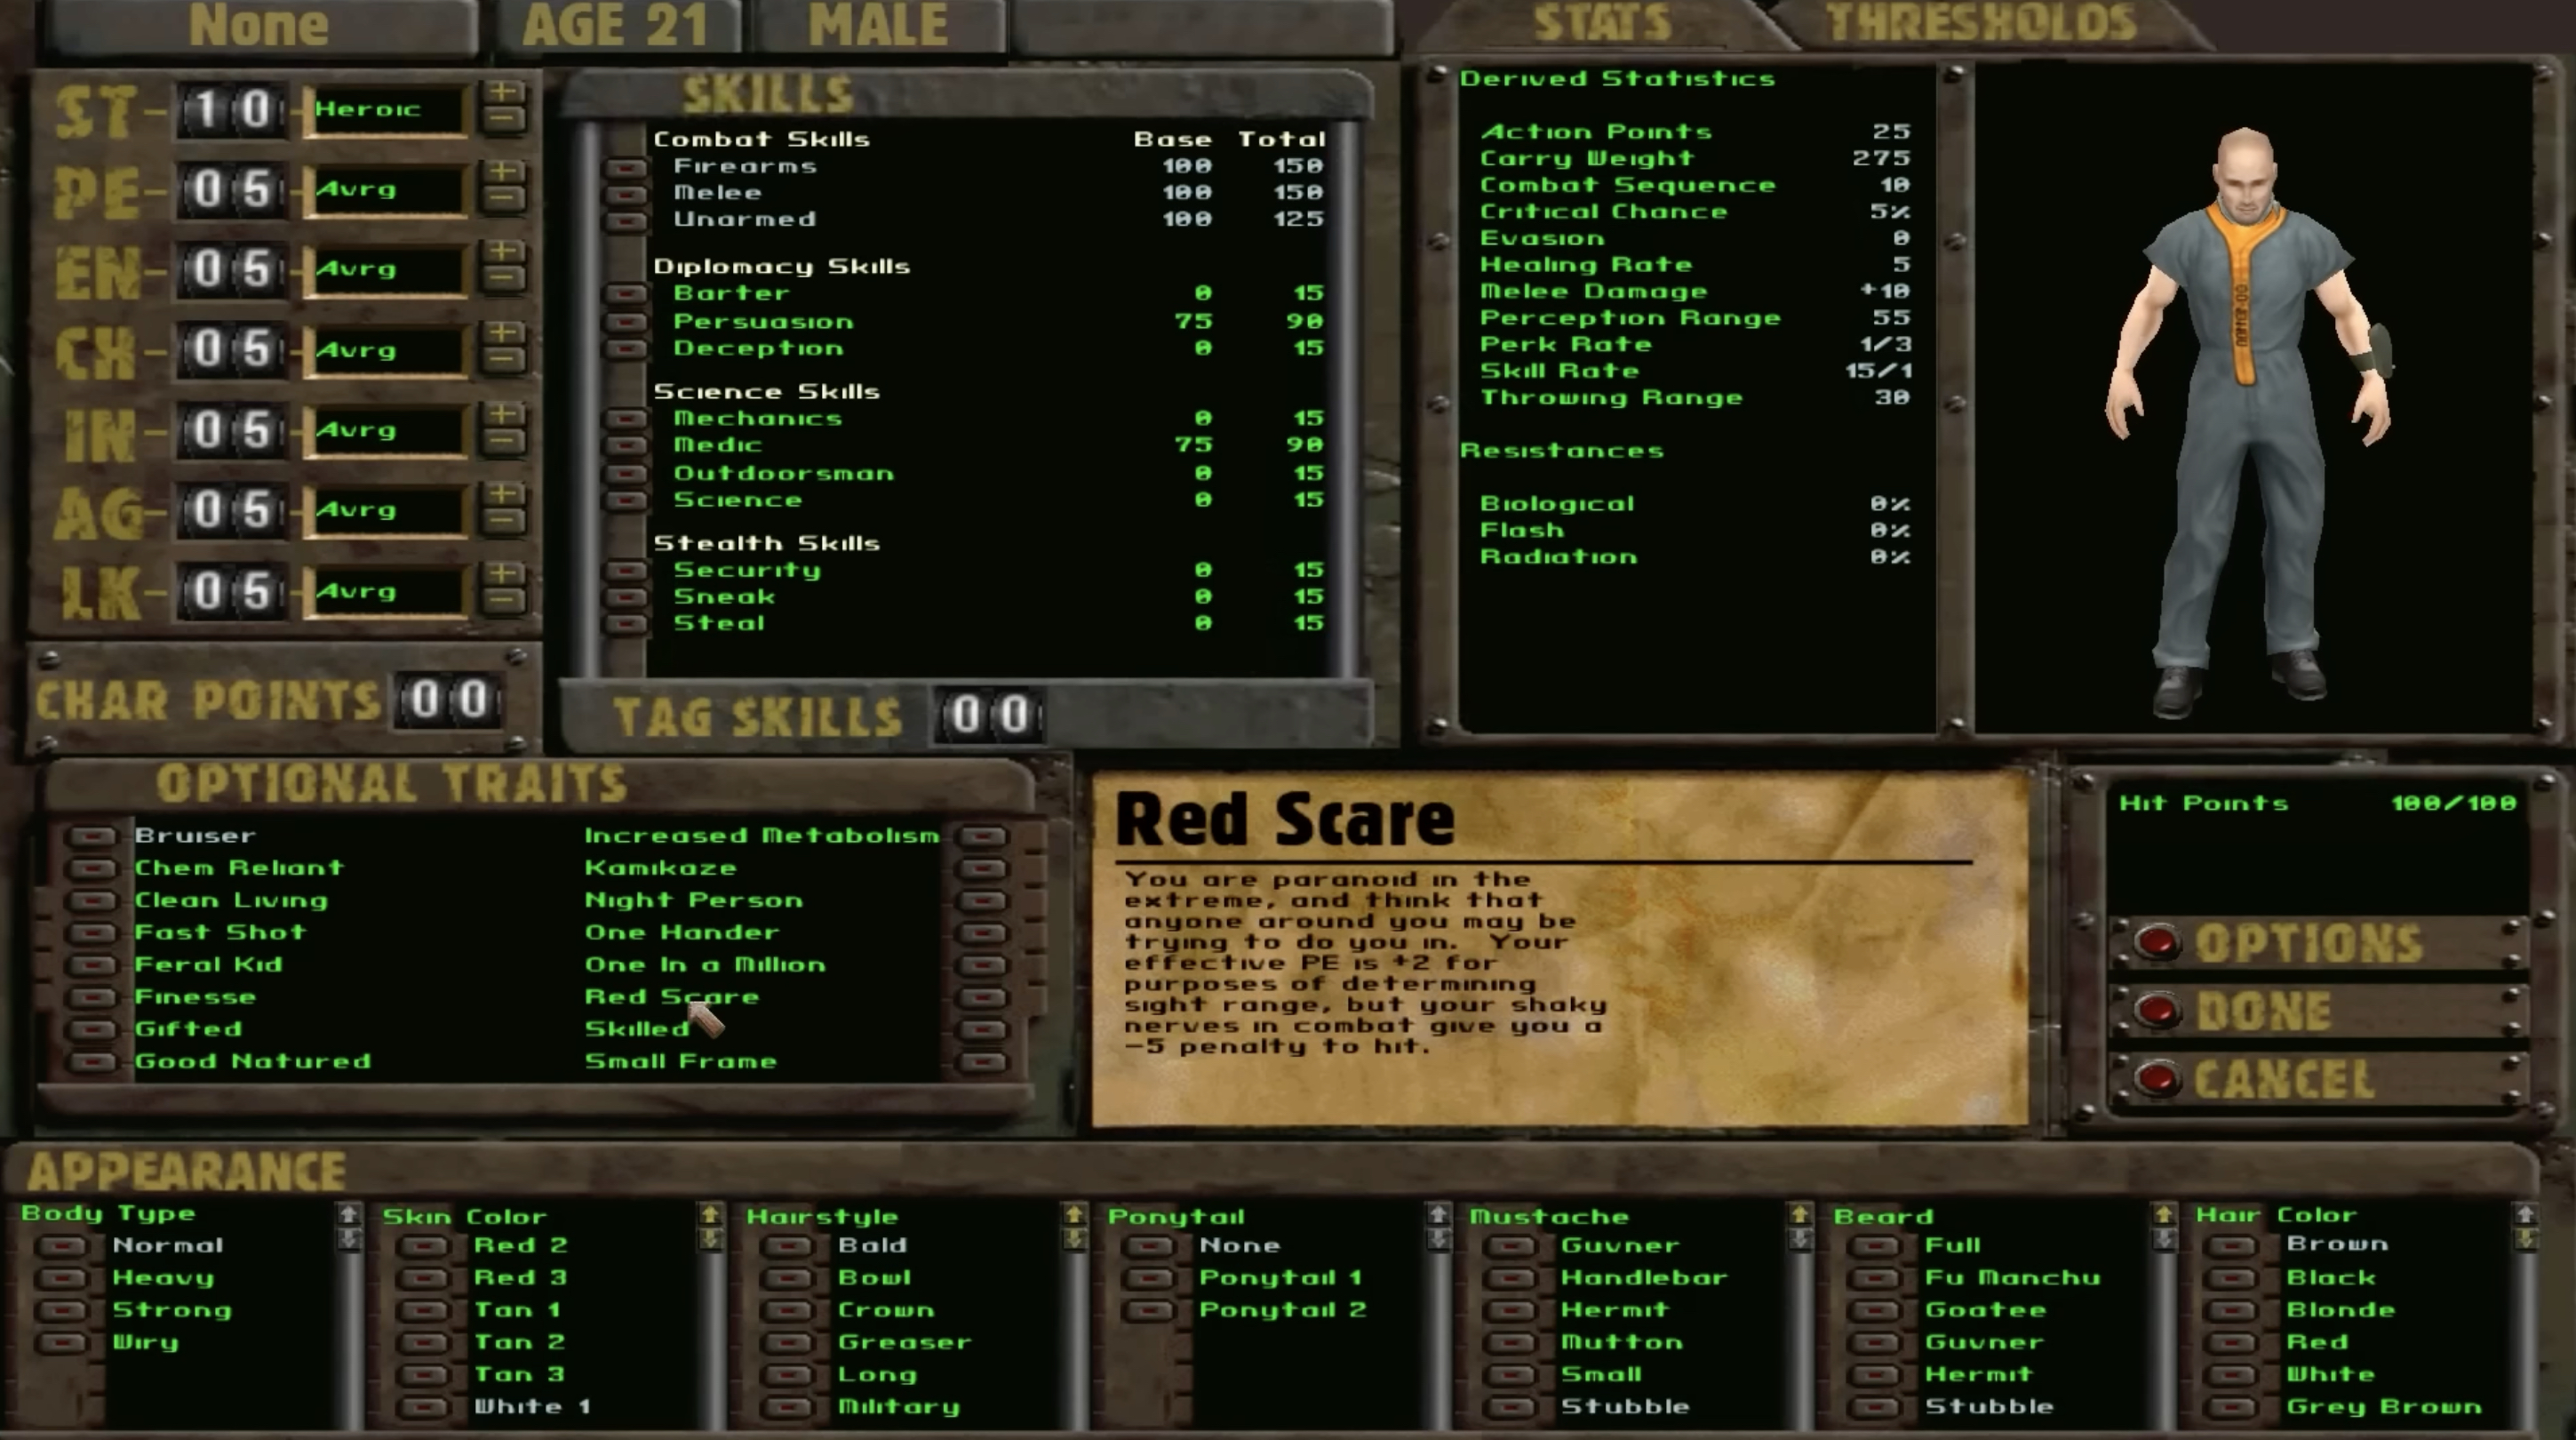 None AGE 21 MALE
STATS THRESHOLDS
ST 10 Heroic + -
PE 05 Avrg + -
EN 05 Avrg + -
CH 05 Avrg + -
IN 05 Avrg + -
AG 05 Avrg + -
LK 05 Avrg + -
CHAR POINTS 00
SKILLS
Combat Skills Base Total
Firearms 100 150
Melee 100 150
Unarmed 100 125
Diplomacy Skills
Barter 0 15
Persuasion 75 90
Deception 0 15
Science Skills
Mechanics 0 15
Medic 75 90
Outdoorsman 0 15
Science 0 15
Stealth Skills
Security 0 15
Sneak 0 15
Steal 0 15
TAG SKILLS 00
Derived Statistics
Action Points 25
Carry Weight 275
Combat Sequence 10
Critical Chance 5%
Evasion 0
Healing Rate 5
Melee Damage +10
Perception Range 55
Perk Rate 1/3
Skill Rate 15/1
Throwing Range 30
Resistances
Biological 0%
Flash 0%
Radiation 0%
OPTIONAL TRAITS
Bruiser Increased Metabolism
Chem Reliant Kamikaze
Clean Living Night Person
Fast Shot One Hander
Feral Kid One In a Million
Finesse Red Scare
Gifted Skilled
Good Natured Small Frame
Red Scare
You are paranoid in the
extreme, and think that
anyone around you may be
trying to do you in. Your
effective PE is +2 for
purposes of determining
sight range, but your shaky
nerves in combat give you a
-5 penalty to hit.
Hit Points 100/100
OPTIONS
DONE
CANCEL
APPEARANCE
Body Type
Normal
Heavy
Strong
Wiry
Skin Color
Red 2
Red 3
Tan 1
Tan 2
Tan 3
White 1
Hairstyle
Bald
Bowl
Crown
Greaser
Long
Military
Ponytail
None
Ponytail 1
Ponytail 2
Mustache
Guvner
Handlebar
Hermit
Mutton
Small
Stubble
Beard
Full
Fu Manchu
Goatee
Guvner
Hermit
Stubble
Hair Color
Brown
Black
Blonde
Red
White
Grey Brown